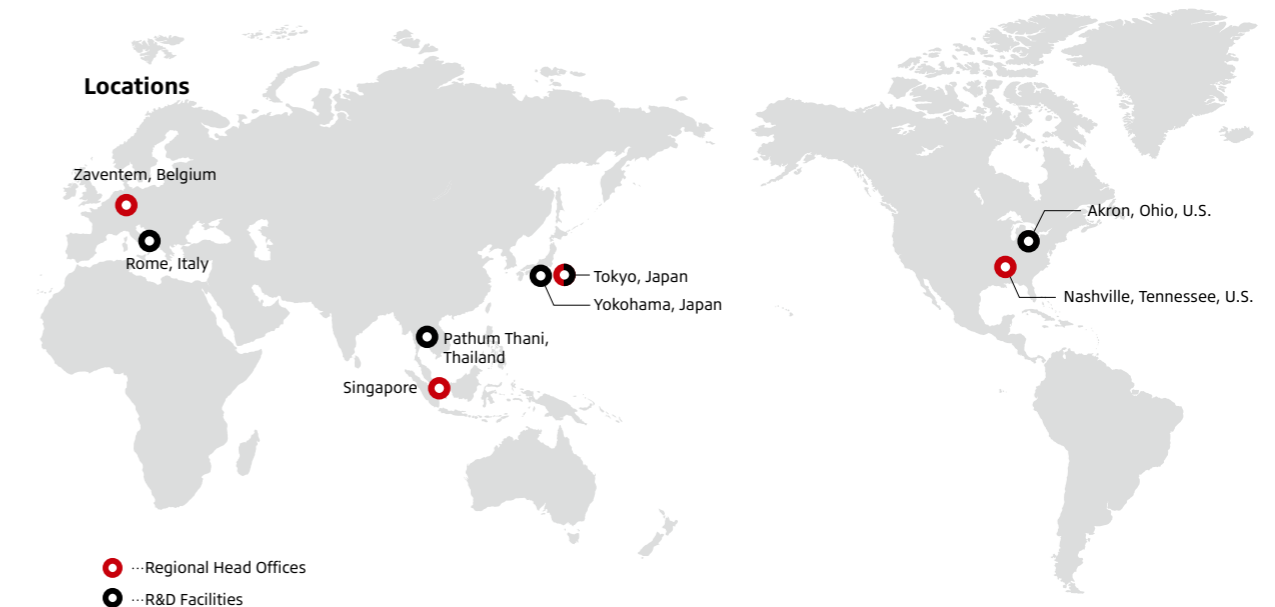 Locations
Zaventem, Belgium
Rome, Italy
Tokyo, Japan
Yokohama, Japan
Pathum Thani,
Thailand
Singapore
Akron, Ohio, U.S.
Nashville, Tennessee, U.S.
···Regional Head Offices
···R&D Facilities